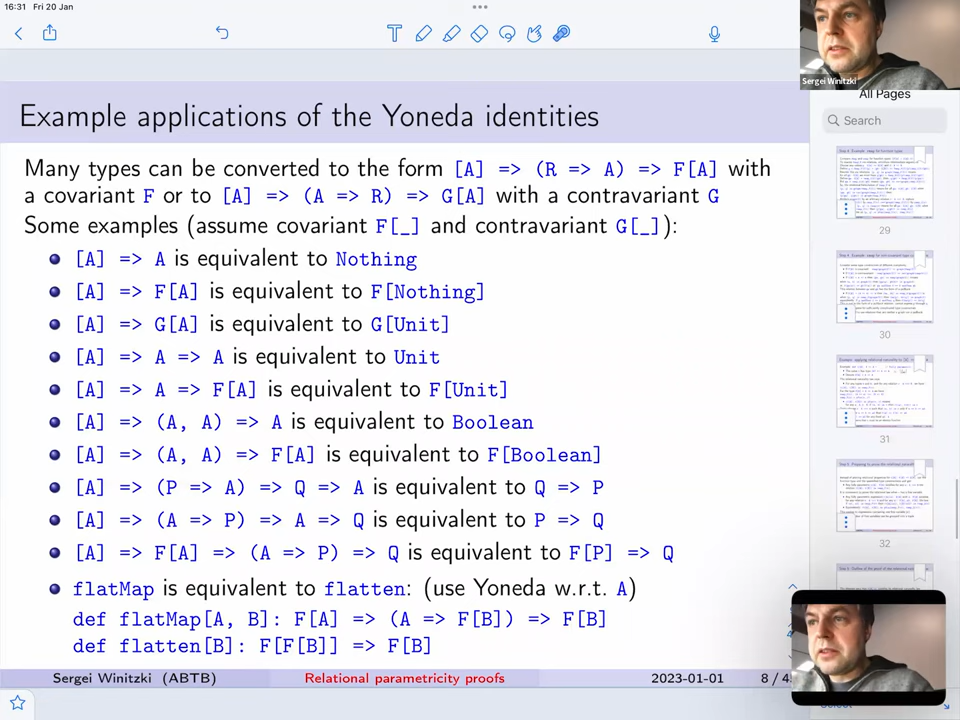 16:31 Fri 20 Jan
Sergei Winitzki
All Pages
Search
Example applications of the Yoneda identities
Many types can be converted to the form [A] => (R => A) => F[A] with
a covariant F or to [A] => (A => R) => G[A] with a contravariant G
Some examples (assume covariant F[_] and contravariant G[_]):
[A] => A is equivalent to Nothing
[A] => F[A] is equivalent to F[Nothing]
[A] => G[A] is equivalent to G[Unit]
[A] => A => A is equivalent to Unit
[A] => A => F[A] is equivalent to F[Unit]
[A] => (A, A) => A is equivalent to Boolean
[A] => (A, A) => F[A] is equivalent to F[Boolean]
[A] => (P => A) => Q => A is equivalent to Q => P
[A] => (A => P) => A => Q is equivalent to P => Q
[A] => F[A] => (A => P) => Q is equivalent to F[P] => Q
flatMap is equivalent to flatten: (use Yoneda w.r.t. A)
def flatMap[A, B]: F[A] => (A => F[B]) => F[B]
def flatten[B]: F[F[B]] => F[B]
Sergei Winitzki (ABTB)
Relational parametricity proofs
2023-01-01
8 / 4
29
30
31
32